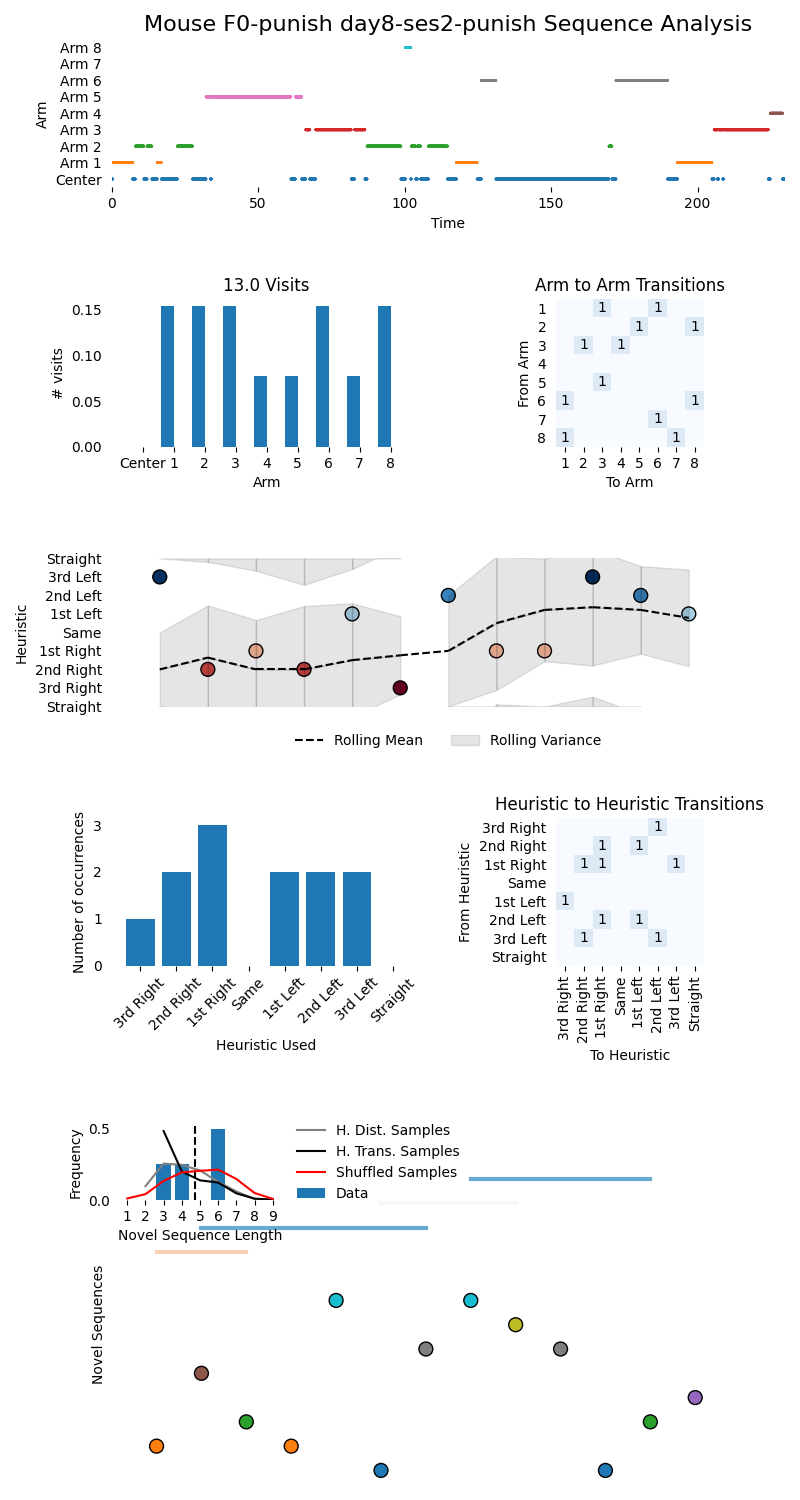 Mouse F0-punish day8-ses2-punish Sequence Analysis
Arm 8
Arm 7
Arm 6
Arm 5
Arm 4
Arm 3
Arm 2
Arm 1
Center
Arm
0 50 100 150 200
Time
13.0 Visits
0.15
0.10
0.05
0.00
# visits
Center 1 2 3 4 5 6 7 8
Arm
Arm to Arm Transitions
1 1 1
2 1 1
3 1 1
4
5 1
6 1 1
7 1
8 1 1
From Arm
1 2 3 4 5 6 7 8
To Arm
Straight
3rd Left
2nd Left
1st Left
Same
1st Right
2nd Right
3rd Right
Straight
Heuristic
Rolling Mean
Rolling Variance
3
2
1
0
Number of occurrences
3rd Right
2nd Right
1st Right
Same
1st Left
2nd Left
3rd Left
Straight
Heuristic Used
Heuristic to Heuristic Transitions
3rd Right 1
2nd Right 1 1
1st Right 1 1 1
Same
1st Left 1
2nd Left 1 1
3rd Left 1 1
Straight
From Heuristic
3rd Right
2nd Right
1st Right
Same
1st Left
2nd Left
3rd Left
Straight
To Heuristic
0.5
0.0
Frequency
1 2 3 4 5 6 7 8 9
Novel Sequence Length
H. Dist. Samples
H. Trans. Samples
Shuffled Samples
Data
Novel Sequences